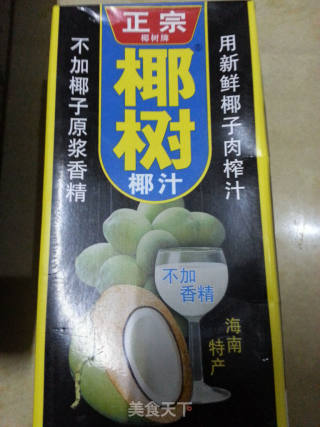 正宗
椰树牌
椰树
®
椰汁
用新鲜椰子肉榨汁
不加椰子原浆香精
不加
香精
海南
特产
美食天下